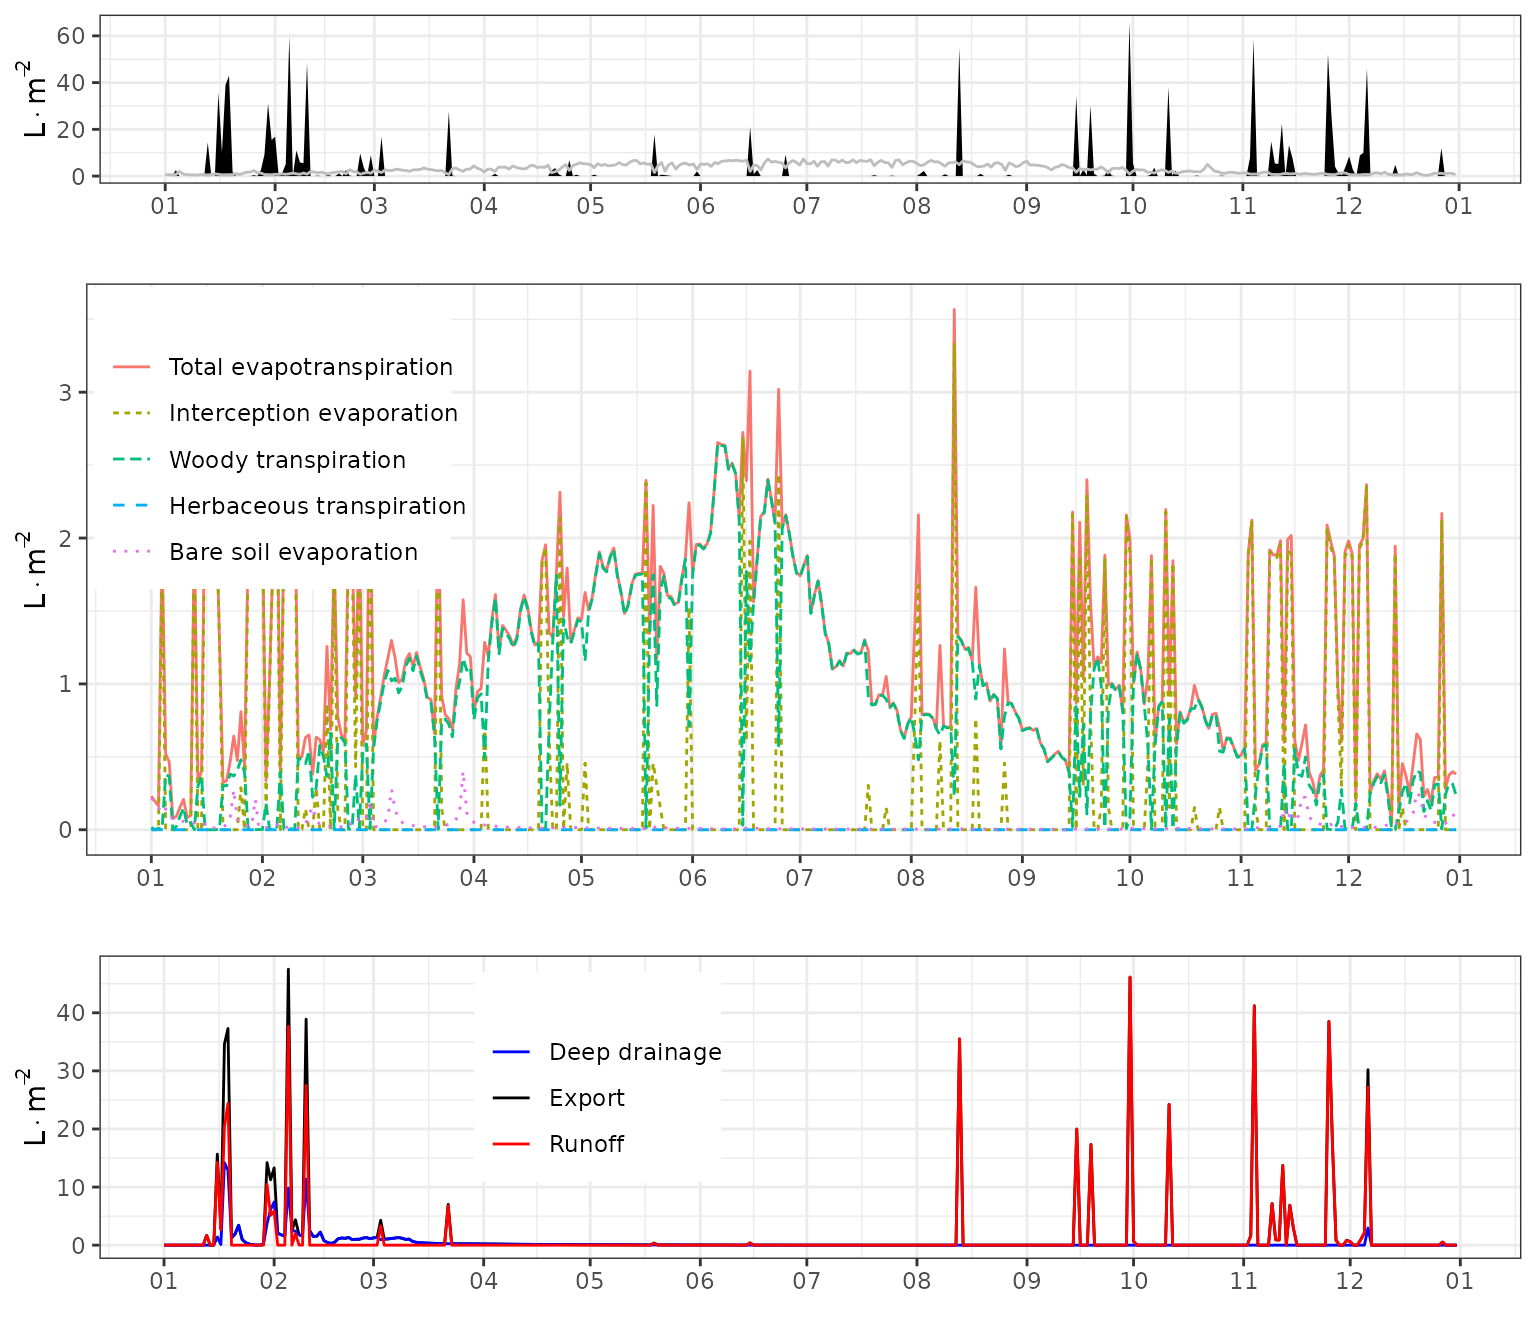 L · m⁻²
60
40
20
0
01 02 03 04 05 06 07 08 09 10 11 12 01
L · m⁻²
3
2
1
0
Total evapotranspiration
Interception evaporation
Woody transpiration
Herbaceous transpiration
Bare soil evaporation
01 02 03 04 05 06 07 08 09 10 11 12 01
L · m⁻²
40
30
20
10
0
Deep drainage
Export
Runoff
01 02 03 04 05 06 07 08 09 10 11 12 01